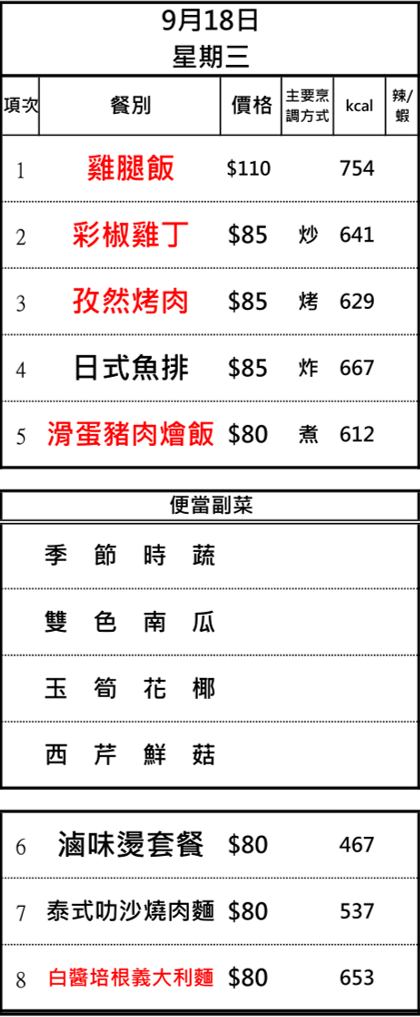 9月18日
星期三
項次 餐別 價格 主要烹調方式 kcal 辣/蝦
1 雞腿飯 $110 754
2 彩椒雞丁 $85 炒 641
3 孜然烤肉 $85 烤 629
4 日式魚排 $85 炸 667
5 滑蛋豬肉燴飯 $80 煮 612
便當副菜
季節時蔬
雙色南瓜
玉筍花椰
西芹鮮菇
6 滷味燙套餐 $80 467
7 泰式叻沙燒肉麵 $80 537
8 白醬培根義大利麵 $80 653